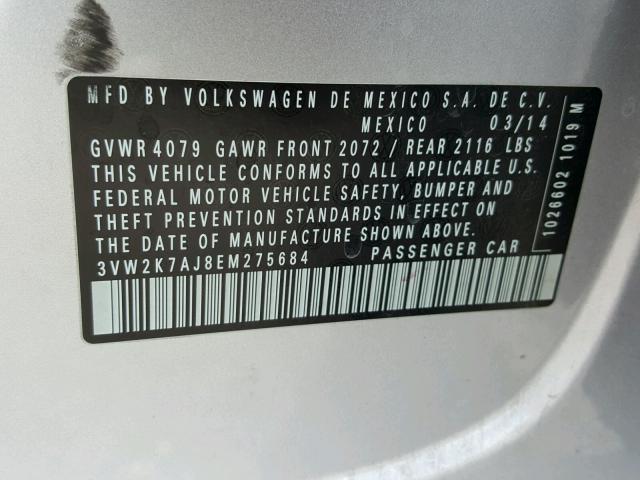 MFD BY VOLKSWAGEN DE MEXICO S.A. DE C.V.
MEXICO 03/14
GVWR 4079 GAWR FRONT 2072 / REAR 2116 LBS
THIS VEHICLE CONFORMS TO ALL APPLICABLE U.S.
FEDERAL MOTOR VEHICLE SAFETY, BUMPER AND
THEFT PREVENTION STANDARDS IN EFFECT ON
THE DATE OF MANUFACTURE SHOWN ABOVE.
3VW2K7AJ8EM275684 PASSENGER CAR
1026602 1019 M